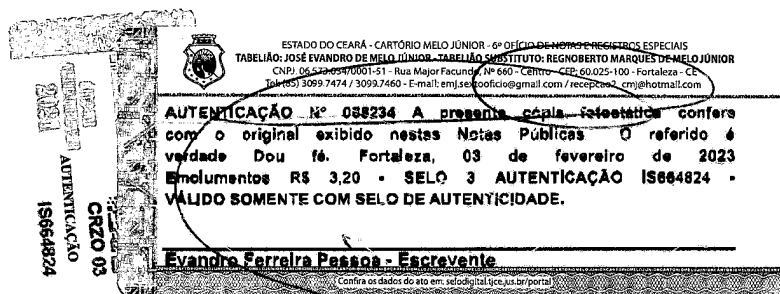 ESTADO DO CEARÁ - CARTÓRIO MELO JÚNIOR - 6º OFÍCIO DE NOTAS E REGISTROS ESPECIAIS
TABELIÃO: JOSÉ EVANDRO DE MELO JÚNIOR - TABELIÃO SUBSTITUTO: REGNOBERTO MARQUES DE MELO JÚNIOR
CNPJ. 06.573.034/0001-51 - Rua Major Facundo, Nº 660 - Centro - CEP: 60.025-100 - Fortaleza - CE
Tel: (85) 3099.7474 / 3099.7460 - E-mail: emj.sextooficio@gmail.com / recepcao2_cmj@hotmail.com
AUTENTICAÇÃO Nº 088234 A presente cópia fotostática confere
com o original exibido nestas Notas Públicas O referido é
verdade Dou fé. Fortaleza, 03 de fevereiro de 2023
Emolumentos R$ 3,20 - SELO 3 AUTENTICAÇÃO IS664824 -
VÁLIDO SOMENTE COM SELO DE AUTENTICIDADE.
Evandro Ferreira Pessoa - Escrevente
Confira os dados do ato em: selodigital.tjce.jus.br/portal
AUTENTICAÇÃO
CRZO 03
IS664824